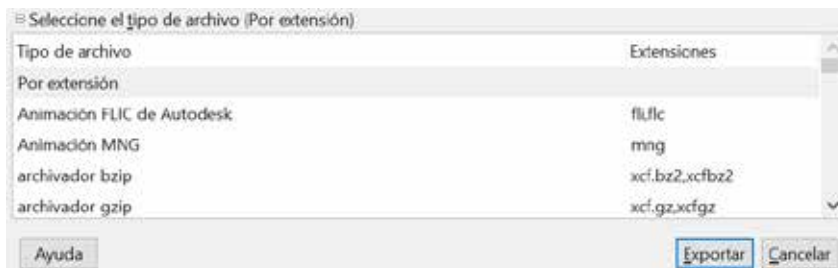 Seleccione el tipo de archivo (Por extensión)
Tipo de archivo Extensiones
Por extensión
Animación FLIC de Autodesk fli,flc
Animación MNG mng
archivador bzip xcf.bz2,xcfbz2
archivador gzip xcf.gz,xcfgz
Ayuda Exportar Cancelar